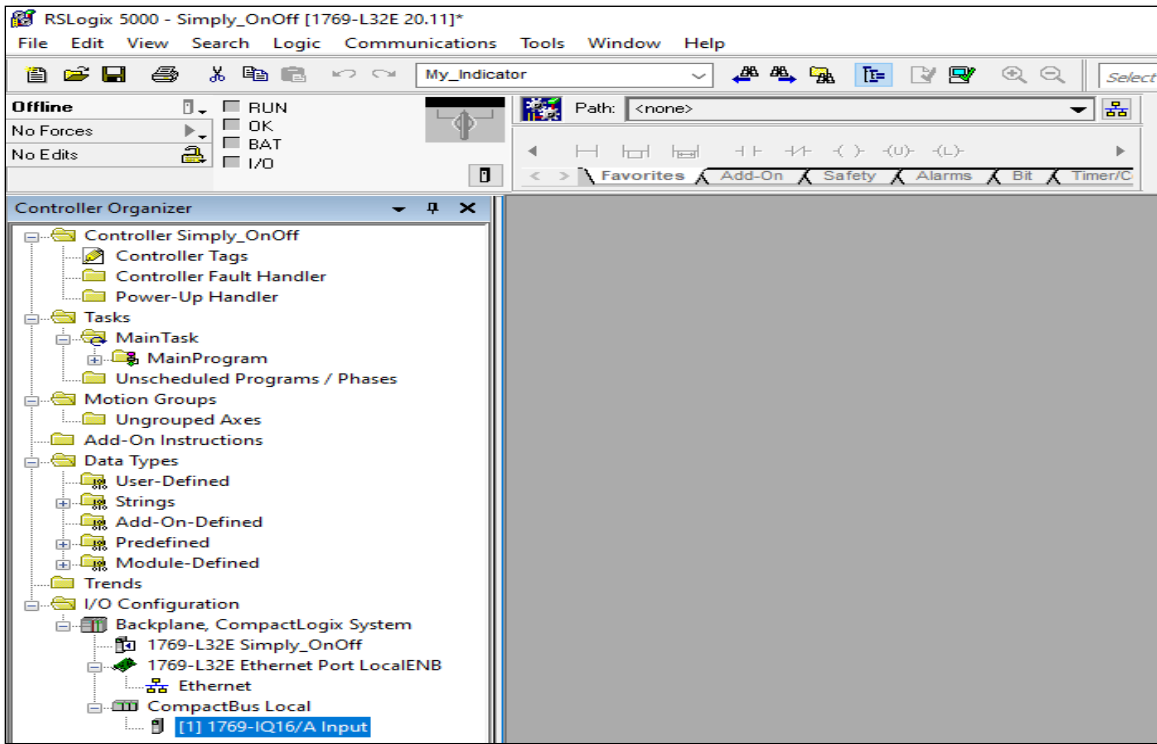 RSLogix 5000 - Simply_OnOff [1769-L32E 20.11]*
File Edit View Search Logic Communications Tools Window Help
My_Indicator
Select
Offline
RUN
Path: <none>
No Forces
OK
No Edits
BAT
I/O
Favorites Add-On Safety Alarms Bit Timer/C
Controller Organizer
Controller Simply_OnOff
Controller Tags
Controller Fault Handler
Power-Up Handler
Tasks
MainTask
MainProgram
Unscheduled Programs / Phases
Motion Groups
Ungrouped Axes
Add-On Instructions
Data Types
User-Defined
Strings
Add-On-Defined
Predefined
Module-Defined
Trends
I/O Configuration
Backplane, CompactLogix System
1769-L32E Simply_OnOff
1769-L32E Ethernet Port LocalENB
Ethernet
CompactBus Local
[1] 1769-IQ16/A Input